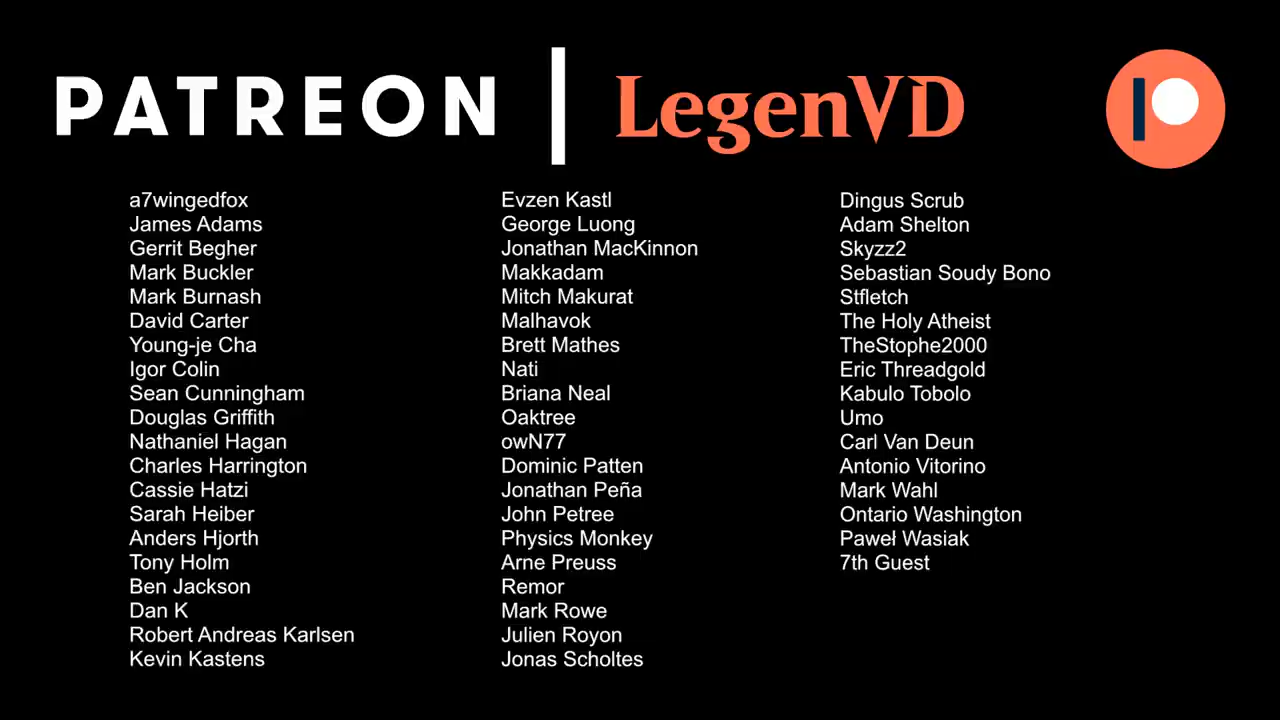 PATREON | LegenVD
a7wingedfox
James Adams
Gerrit Begher
Mark Buckler
Mark Burnash
David Carter
Young-je Cha
Igor Colin
Sean Cunningham
Douglas Griffith
Nathaniel Hagan
Charles Harrington
Cassie Hatzi
Sarah Heiber
Anders Hjorth
Tony Holm
Ben Jackson
Dan K
Robert Andreas Karlsen
Kevin Kastens
Evzen Kastl
George Luong
Jonathan MacKinnon
Makkadam
Mitch Makurat
Malhavok
Brett Mathes
Nati
Briana Neal
Oaktree
owN77
Dominic Patten
Jonathan Peña
John Petree
Physics Monkey
Arne Preuss
Remor
Mark Rowe
Julien Royon
Jonas Scholtes
Dingus Scrub
Adam Shelton
Skyzz2
Sebastian Soudy Bono
Stfletch
The Holy Atheist
TheStophe2000
Eric Threadgold
Kabulo Tobolo
Umo
Carl Van Deun
Antonio Vitorino
Mark Wahl
Ontario Washington
Paweł Wasiak
7th Guest